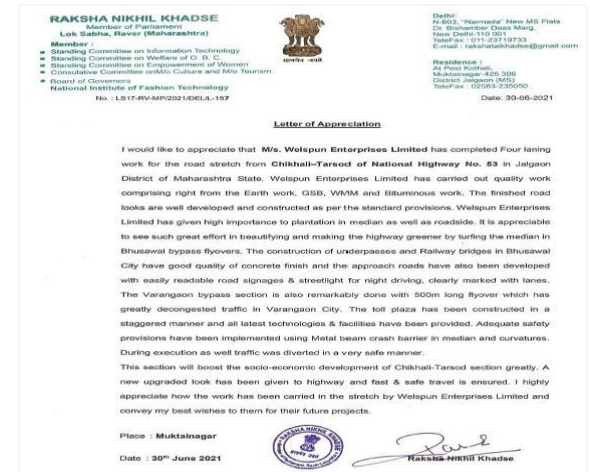 RAKSHA NIKHIL KHADSE
Member of Parliament
Lok Sabha, Raver (Maharashtra)
Member :
Standing Committee on Information Technology
Standing Committee on Welfare of O. B. C.
Standing Committee on Empowerment of Women
Consulative Committee on/M/o Culture and M/o Tourism
Board of Governors
National Institute of Fashion Technology
No. : LS17-RV-MP/2021/DEL/L-157
सत्यमेव जयते
Delhi:
N-603, "Narmada" New MS Flats
Dr. Bishamber Daas Marg,
New Delhi-110 001
TeleFax : 011-23719733
E-mail : rakshatailkhadse@gmail.com
Residence :
At Post Kothali,
Muktainagar-425 306
District Jalgaon (MS)
TeleFax : 02583-235050
Date: 30-06-2021
Letter of Appreciation
I would like to appreciate that M/s. Welspun Enterprises Limited has completed Four laning
work for the road stretch from Chikhali–Tarsod of National Highway No. 53 in Jalgaon
District of Maharashtra State. Welspun Enterprises Limited has carried out quality work
comprising right from the Earth work, GSB, WMM and Bituminous work. The finished road
looks are well developed and constructed as per the standard provisions. Welspun Enterprises
Limited has given high importance to plantation in median as well as roadside. It is appreciable
to see such great effort in beautifying and making the highway greener by turfing the median in
Bhusawal bypass flyovers. The construction of underpasses and Railway bridges in Bhusawal
City have good quality of concrete finish and the approach roads have also been developed
with easily readable road signages & streetlight for night driving, clearly marked with lanes.
The Varangaon bypass section is also remarkably done with 500m long flyover which has
greatly decongested traffic in Varangaon City. The toll plaza has been constructed in a
staggered manner and all latest technologies & facilities have been provided. Adequate safety
provisions have been implemented using Metal beam crash barrier in median and curvatures.
During execution as well traffic was diverted in a very safe manner.
This section will boost the socio-economic development of Chikhali-Tarsod section greatly. A
new upgraded look has been given to highway and fast & safe travel is ensured. I highly
appreciate how the work has been carried in the stretch by Welspun Enterprises Limited and
convey my best wishes to them for their future projects.
Place : Muktainagar
Date : 30th June 2021
RAKSHA NIKHIL KHADSE
Raksha Nikhil Khadse